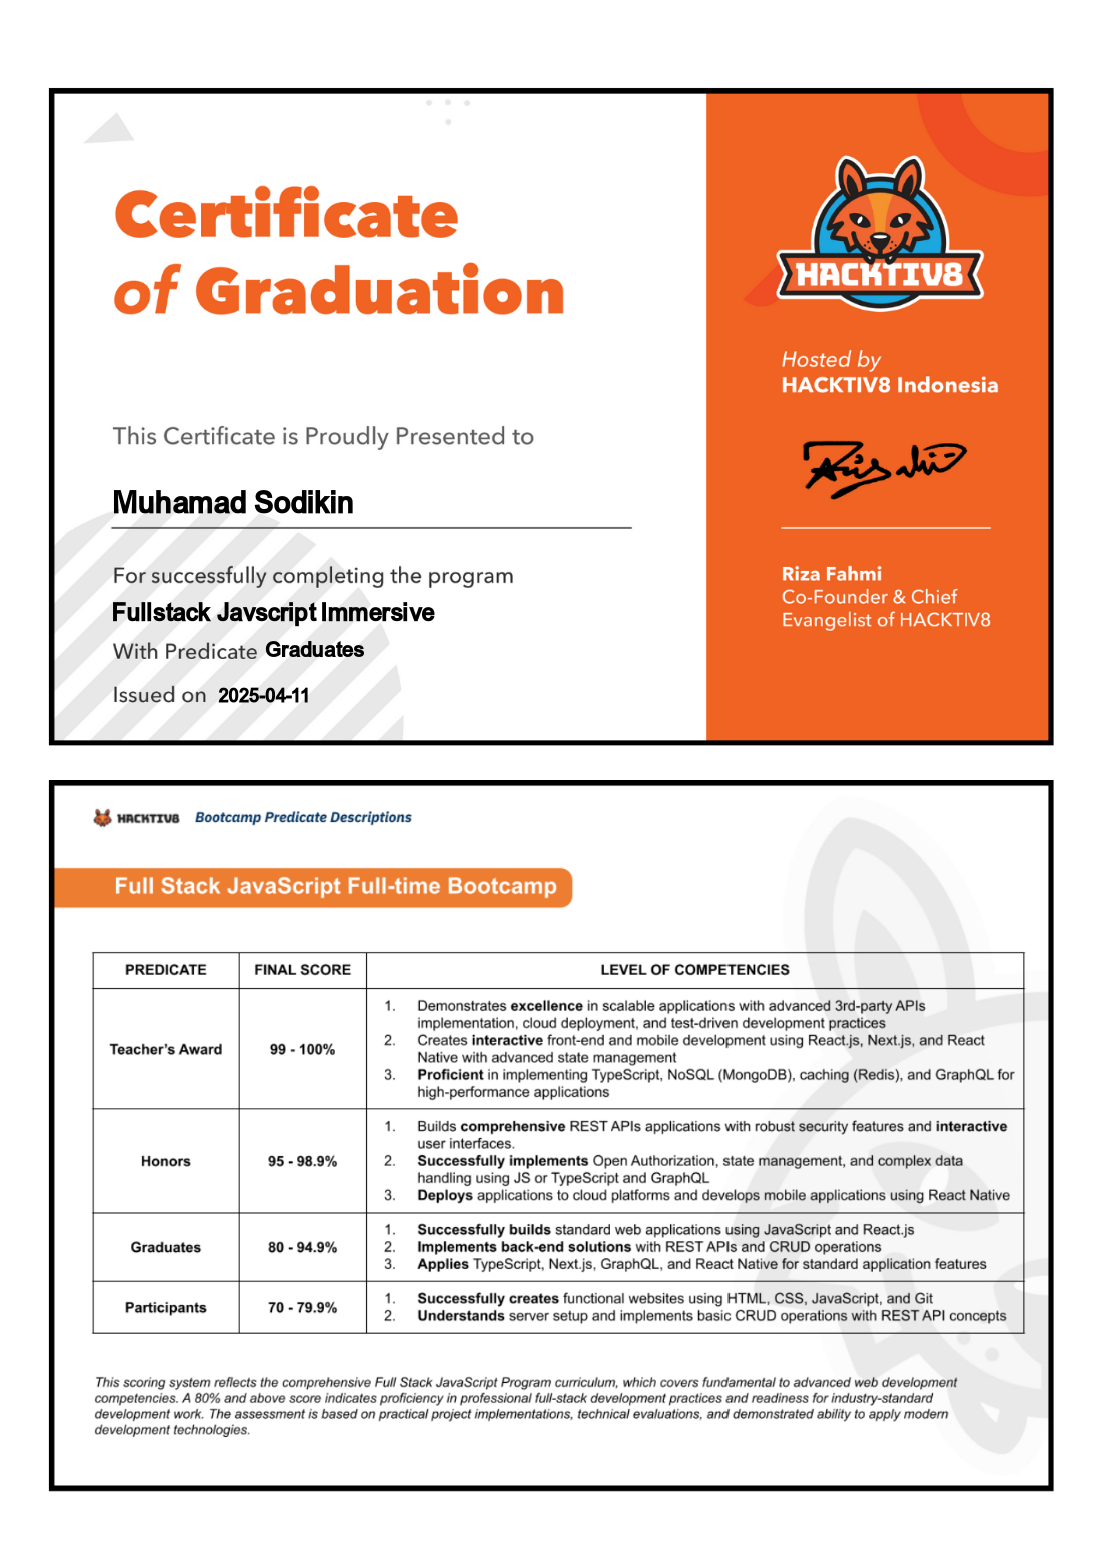 Certificate
of Graduation
This Certificate is Proudly Presented to
Muhamad Sodikin
For successfully completing the program
Fullstack Javscript Immersive
With Predicate Graduates
Issued on 2025-04-11
HACKTIV8
Hosted by
HACKTIV8 Indonesia
Riza Fahmi
Co-Founder & Chief
Evangelist of HACKTIV8
HACKTIV8 Bootcamp Predicate Descriptions
Full Stack JavaScript Full-time Bootcamp
PREDICATE FINAL SCORE LEVEL OF COMPETENCIES
Teacher's Award 99 - 100%
1. Demonstrates excellence in scalable applications with advanced 3rd-party APIs
implementation, cloud deployment, and test-driven development practices
2. Creates interactive front-end and mobile development using React.js, Next.js, and React
Native with advanced state management
3. Proficient in implementing TypeScript, NoSQL (MongoDB), caching (Redis), and GraphQL for
high-performance applications
Honors 95 - 98.9%
1. Builds comprehensive REST APIs applications with robust security features and interactive
user interfaces.
2. Successfully implements Open Authorization, state management, and complex data
handling using JS or TypeScript and GraphQL
3. Deploys applications to cloud platforms and develops mobile applications using React Native
Graduates 80 - 94.9%
1. Successfully builds standard web applications using JavaScript and React.js
2. Implements back-end solutions with REST APIs and CRUD operations
3. Applies TypeScript, Next.js, GraphQL, and React Native for standard application features
Participants 70 - 79.9%
1. Successfully creates functional websites using HTML, CSS, JavaScript, and Git
2. Understands server setup and implements basic CRUD operations with REST API concepts
This scoring system reflects the comprehensive Full Stack JavaScript Program curriculum, which covers fundamental to advanced web development
competencies. A 80% and above score indicates proficiency in professional full-stack development practices and readiness for industry-standard
development work. The assessment is based on practical project implementations, technical evaluations, and demonstrated ability to apply modern
development technologies.